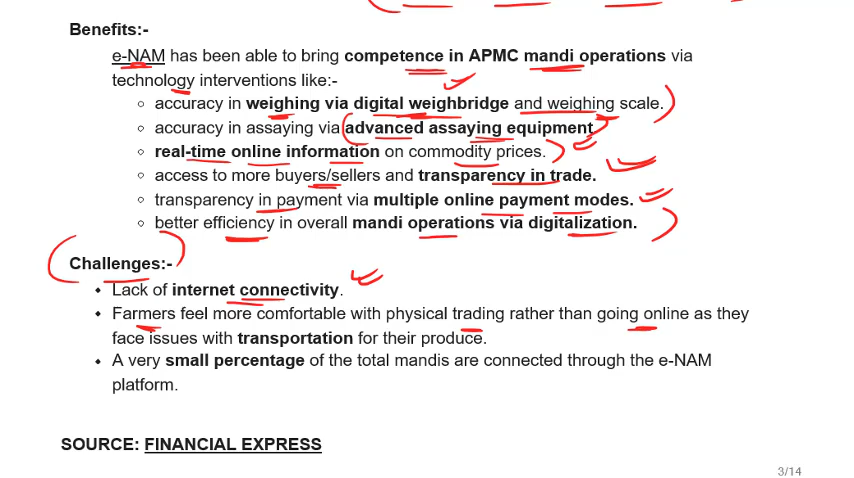 Benefits:-
e-NAM has been able to bring competence in APMC mandi operations via
technology interventions like:-
○ accuracy in weighing via digital weighbridge and weighing scale.
○ accuracy in assaying via advanced assaying equipment.
○ real-time online information on commodity prices.
○ access to more buyers/sellers and transparency in trade.
○ transparency in payment via multiple online payment modes.
○ better efficiency in overall mandi operations via digitalization.
Challenges:-
• Lack of internet connectivity.
• Farmers feel more comfortable with physical trading rather than going online as they
face issues with transportation for their produce.
• A very small percentage of the total mandis are connected through the e-NAM
platform.
SOURCE: FINANCIAL EXPRESS
3/14